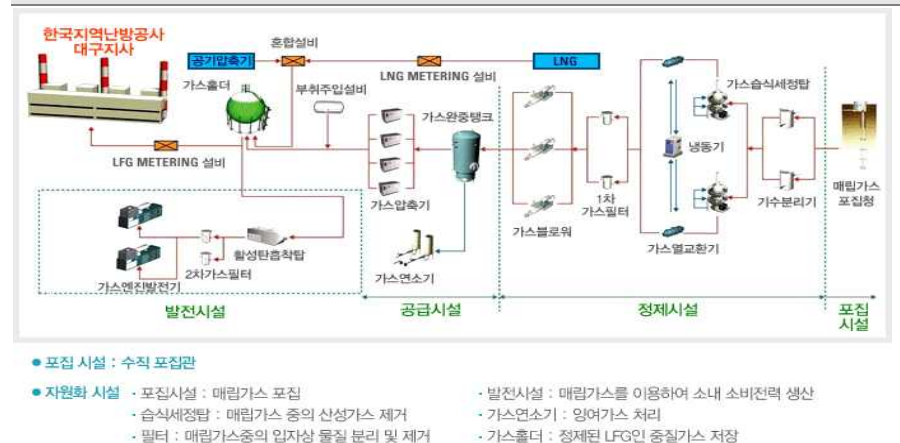 한국지역난방공사
대구지사
공기압축기
혼합설비
LNG METERING 설비
LNG
가스홀더
부취주입설비
가스완충탱크
가스습식세정탑
냉동기
LFG METERING 설비
가스압축기
1차
가스필터
가스블로워
가스열교환기
기수분리기
매립가스
포집정
가스연소기
활성탄흡착탑
2차가스필터
가스엔진발전기
발전시설
공급시설
정제시설
포집
시설
● 포집 시설 : 수직 포집관
● 자원화 시설 · 포집시설 : 매립가스 포집 · 발전시설 : 매립가스를 이용하여 소내 소비전력 생산
· 습식세정탑 : 매립가스 중의 산성가스 제거 · 가스연소기 : 잉여가스 처리
· 필터 : 매립가스중의 입자상 물질 분리 및 제거 · 가스홀더 : 정제된 LFG인 중질가스 저장